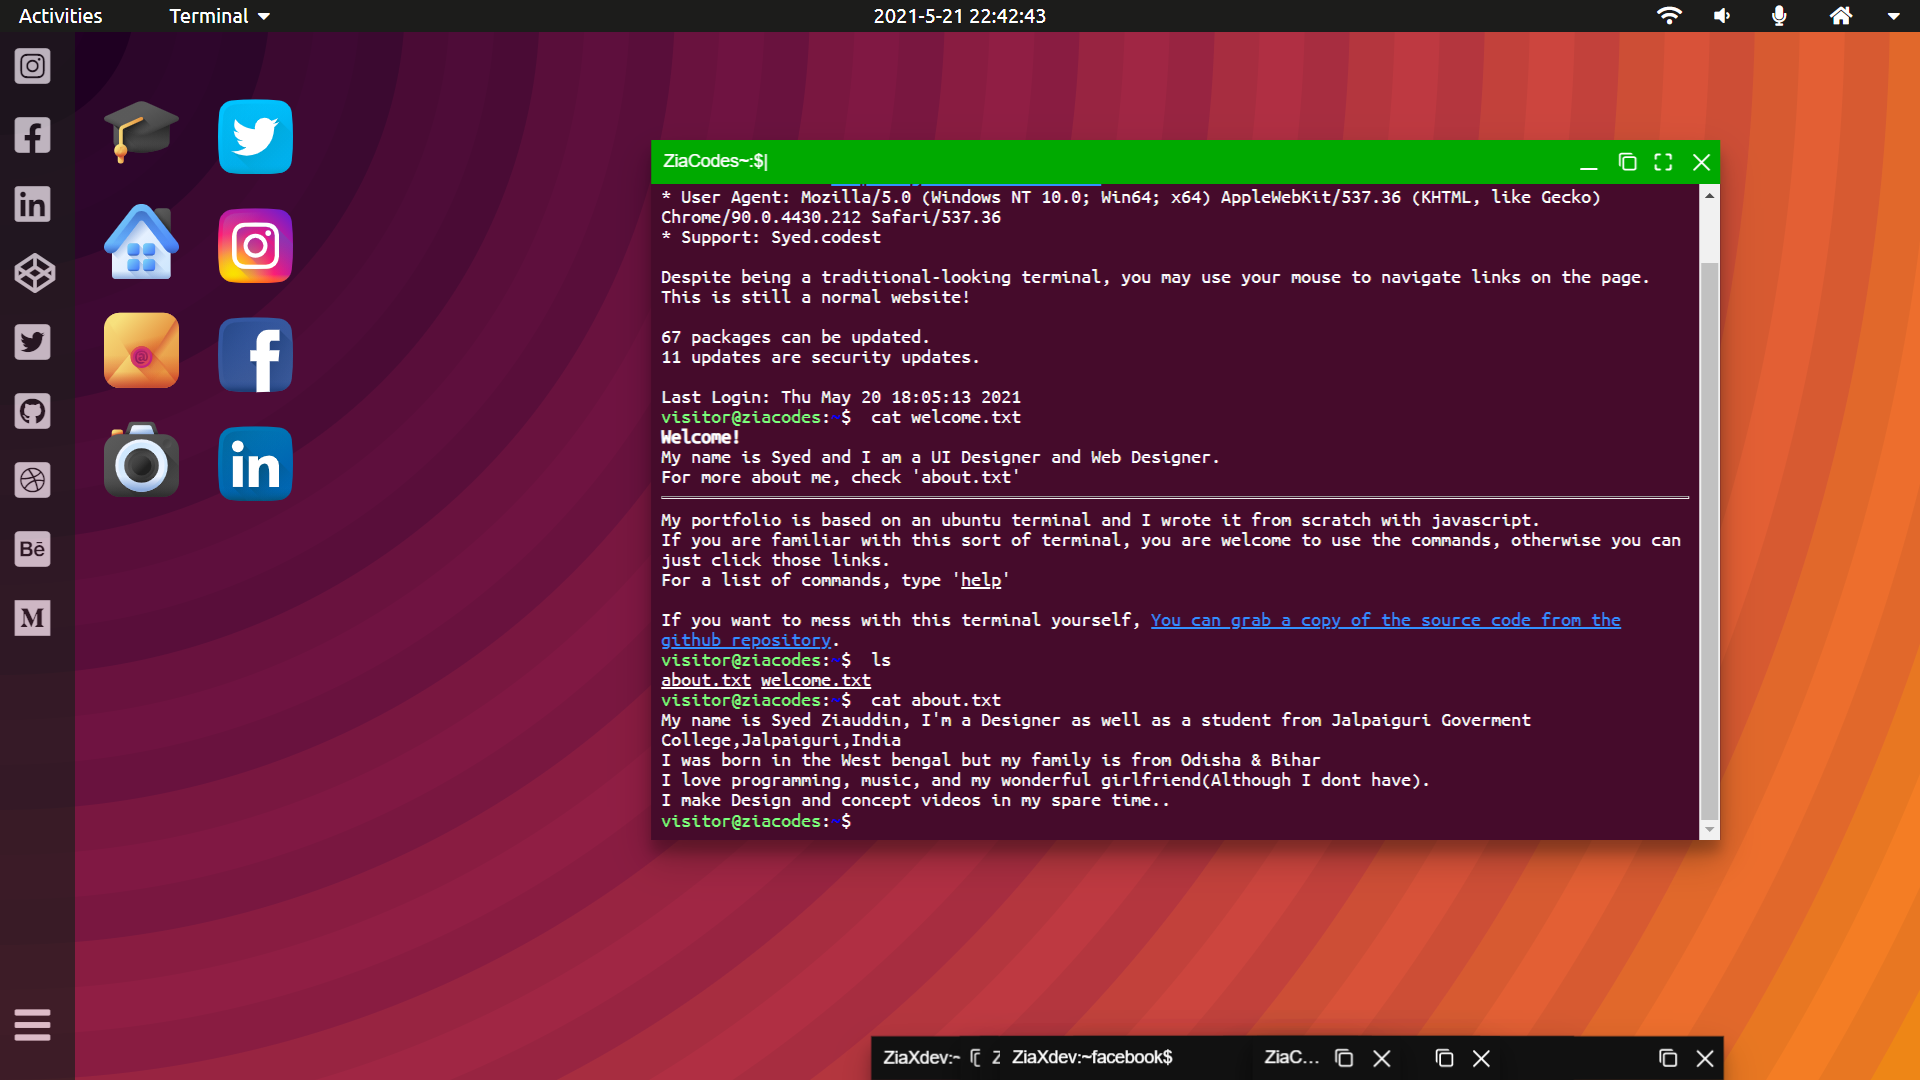 Activities
Terminal
2021-5-21 22:42:43
ZiaCodes~:$|
* User Agent: Mozilla/5.0 (Windows NT 10.0; Win64; x64) AppleWebKit/537.36 (KHTML, like Gecko)
Chrome/90.0.4430.212 Safari/537.36
* Support: Syed.codest
Despite being a traditional-looking terminal, you may use your mouse to navigate links on the page.
This is still a normal website!
67 packages can be updated.
11 updates are security updates.
Last Login: Thu May 20 18:05:13 2021
visitor@ziacodes:~$ cat welcome.txt
Welcome!
My name is Syed and I am a UI Designer and Web Designer.
For more about me, check 'about.txt'
My portfolio is based on an ubuntu terminal and I wrote it from scratch with javascript.
If you are familiar with this sort of terminal, you are welcome to use the commands, otherwise you can
just click those links.
For a list of commands, type 'help'
If you want to mess with this terminal yourself, You can grab a copy of the source code from the
github repository.
visitor@ziacodes:~$ ls
about.txt welcome.txt
visitor@ziacodes:~$ cat about.txt
My name is Syed Ziauddin, I'm a Designer as well as a student from Jalpaiguri Goverment
College,Jalpaiguri,India
I was born in the West bengal but my family is from Odisha & Bihar
I love programming, music, and my wonderful girlfriend(Although I dont have).
I make Design and concept videos in my spare time..
visitor@ziacodes:~$
in
Bē
M
@
f
in
ZiaXdev:~
Z
ZiaXdev:~facebook$
ZiaC...